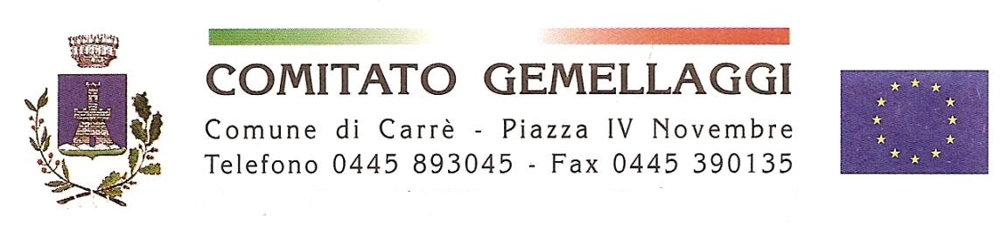 COMITATO GEMELLAGGI
Comune di Carrè - Piazza IV Novembre
Telefono 0445 893045 - Fax 0445 390135